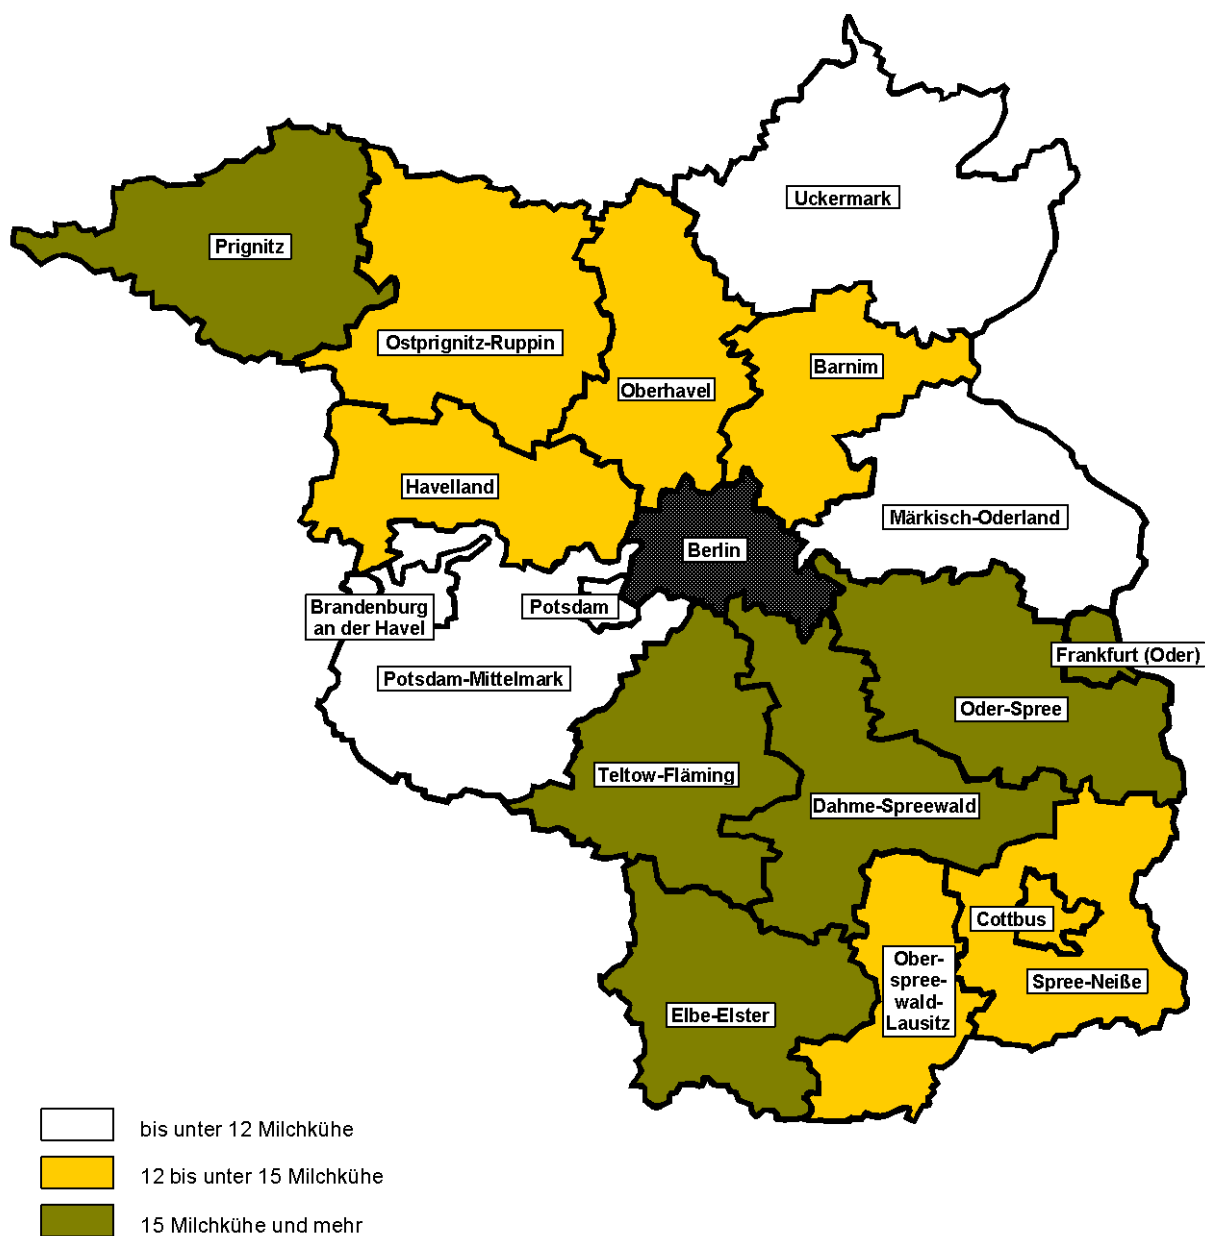 Uckermark
Prignitz
Ostprignitz-Ruppin
Barnim
Oberhavel
Havelland
Märkisch-Oderland
Berlin
Brandenburg
an der Havel
Potsdam
Frankfurt (Oder)
Potsdam-Mittelmark
Oder-Spree
Teltow-Fläming
Dahme-Spreewald
Cottbus
Ober-
spree-
wald-
Lausitz
Spree-Neiße
Elbe-Elster
bis unter 12 Milchkühe
12 bis unter 15 Milchkühe
15 Milchkühe und mehr